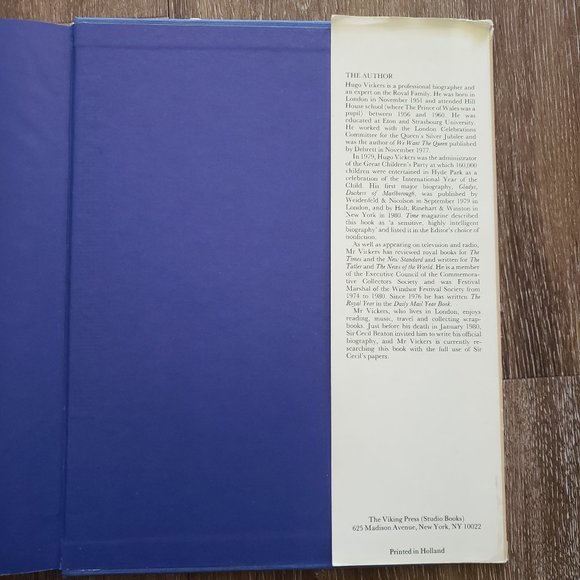 THE AUTHOR
Hugo Vickers is a professional biographer and
an expert on the Royal Family. He was born in
London in November 1951 and attended Hill
House school (where The Prince of Wales was a
pupil) between 1956 and 1960. He was
educated at Eton and Strasbourg University.
He worked with the London Celebrations
Committee for the Queen's Silver Jubilee and
was the author of We Want The Queen published
by Debrett in November 1977.
In 1979, Hugo Vickers was the administrator
of the Great Children's Party at which 160,000
children were entertained in Hyde Park as a
celebration of the International Year of the
Child. His first major biography, Gladys,
Duchess of Marlborough, was published by
Weidenfeld & Nicolson in September 1979 in
London, and by Holt, Rinehart & Winston in
New York in 1980. Time magazine described
this book as 'a sensitive, highly intelligent
biography' and listed it in the Editor's choice of
nonfiction.
As well as appearing on television and radio,
Mr Vickers has reviewed royal books for The
Times and the New Standard and written for The
Tatler and The News of the World. He is a member
of the Executive Council of the Commemora-
tive Collectors Society and was Festival
Marshal of the Windsor Festival Society from
1974 to 1980. Since 1976 he has written The
Royal Year in the Daily Mail Year Book.
Mr Vickers, who lives in London, enjoys
reading, music, travel and collecting scrap-
books. Just before his death in January 1980,
Sir Cecil Beaton invited him to write his official
biography, and Mr Vickers is currently re-
searching this book with the full use of Sir
Cecil's papers.
The Viking Press (Studio Books)
625 Madison Avenue, New York, NY 10022
Printed in Holland